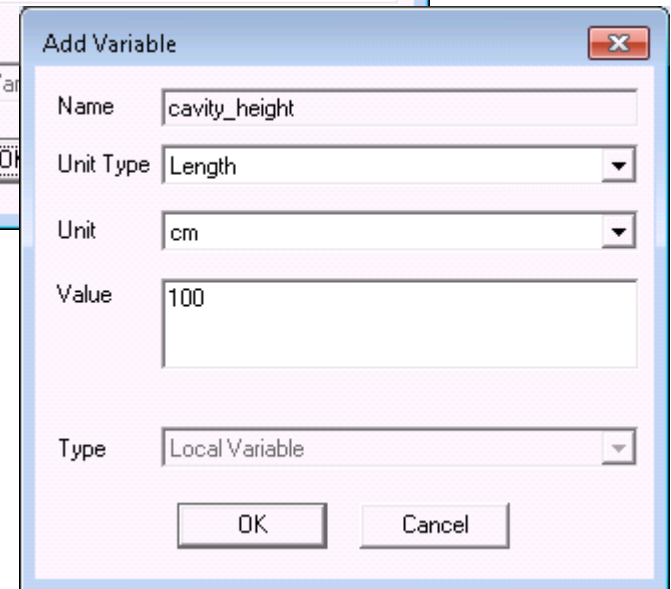 Add Variable
Name cavity_height
Unit Type Length
Unit cm
Value 100
Type Local Variable
OK Cancel